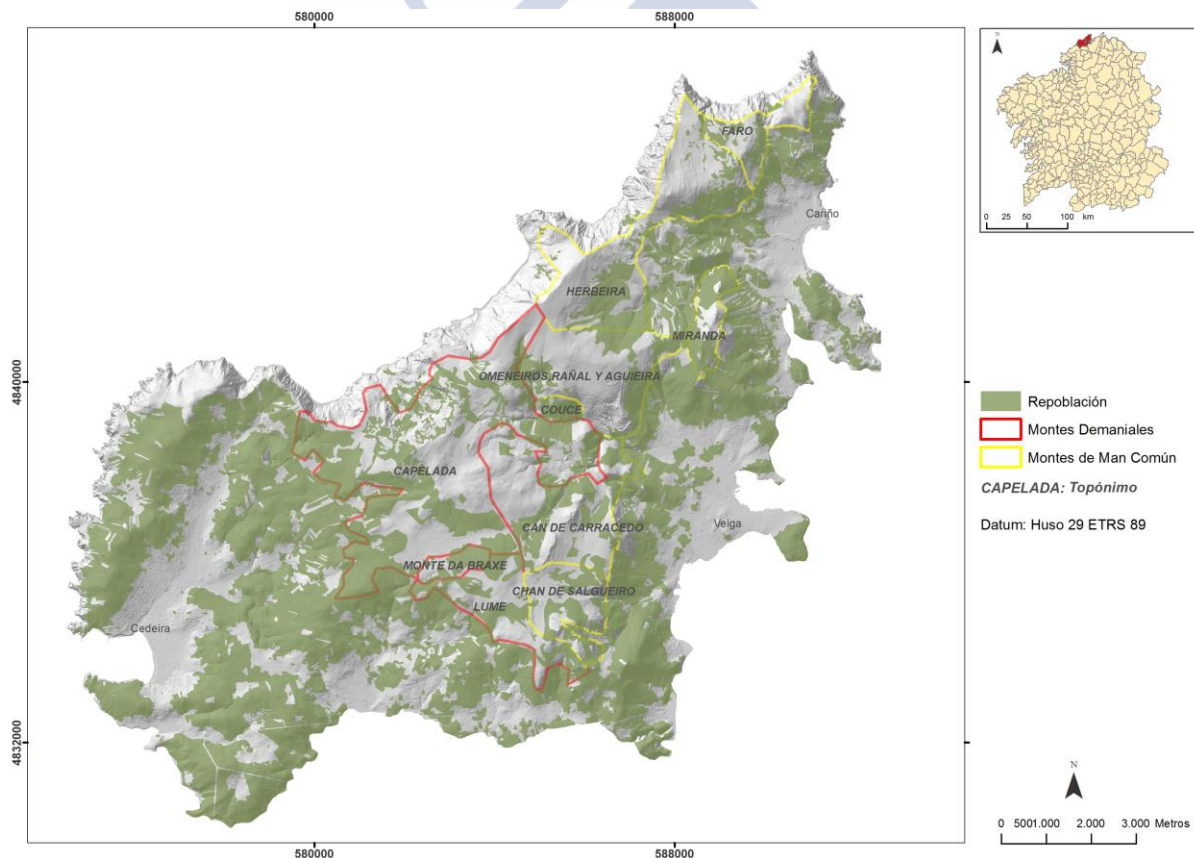 580000
588000
N
0 25 50 100 km
FARO
Cariño
HERBEIRA
MIRANDA
4840000
OMENEIROS,RAÑAL Y AGUIEIRA
COUCE
CAPELADA
CAN DE CARRACEDO
Veiga
MONTE DA BRAXE
CHAN DE SALGUEIRO
LUME
Cedeira
4832000
580000
588000
Repoblación
Montes Demaniales
Montes de Man Común
CAPELADA: Topónimo
Datum: Huso 29 ETRS 89
N
0 5001.000 2.000 3.000 Metros